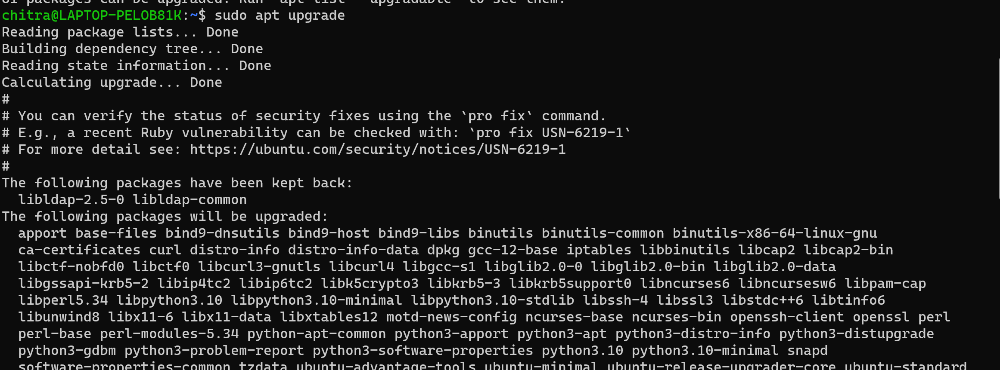 packages can be upgraded. Run 'apt list --upgradable' to see them.
chitra@LAPTOP-PELOB81K:~$ sudo apt upgrade
Reading package lists... Done
Building dependency tree... Done
Reading state information... Done
Calculating upgrade... Done
#
# You can verify the status of security fixes using the `pro fix` command.
# E.g., a recent Ruby vulnerability can be checked with: `pro fix USN-6219-1`
# For more detail see: https://ubuntu.com/security/notices/USN-6219-1
#
The following packages have been kept back:
  libldap-2.5-0 libldap-common
The following packages will be upgraded:
  apport base-files bind9-dnsutils bind9-host bind9-libs binutils binutils-common binutils-x86-64-linux-gnu
  ca-certificates curl distro-info distro-info-data dpkg gcc-12-base iptables libbinutils libcap2 libcap2-bin
  libctf-nobfd0 libctf0 libcurl3-gnutls libcurl4 libgcc-s1 libglib2.0-0 libglib2.0-bin libglib2.0-data
  libgssapi-krb5-2 libip4tc2 libip6tc2 libk5crypto3 libkrb5-3 libkrb5support0 libncurses6 libncursesw6 libpam-cap
  libperl5.34 libpython3.10 libpython3.10-minimal libpython3.10-stdlib libssh-4 libssl3 libstdc++6 libtinfo6
  libunwind8 libx11-6 libx11-data libxtables12 motd-news-config ncurses-base ncurses-bin openssh-client openssl perl
  perl-base perl-modules-5.34 python-apt-common python3-apport python3-apt python3-distro-info python3-distupgrade
  python3-gdbm python3-problem-report python3-software-properties python3.10 python3.10-minimal snapd
  software-properties-common tzdata ubuntu-advantage-tools ubuntu-minimal ubuntu-release-upgrader-core ubuntu-standard